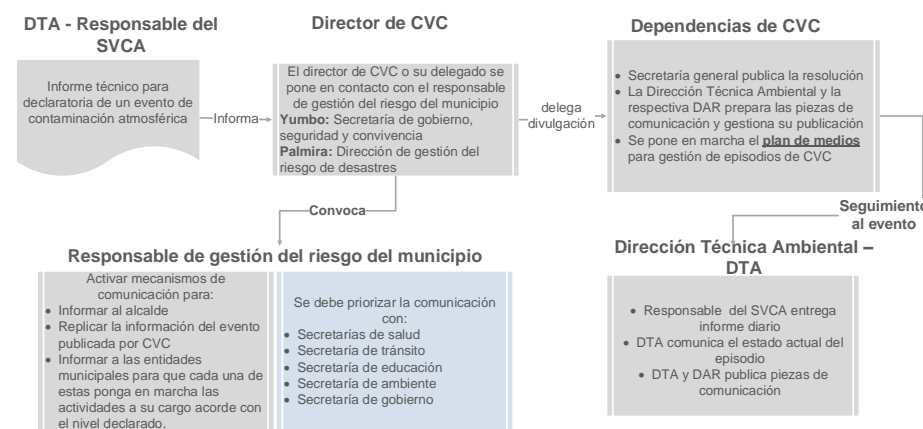 DTA - Responsable del
SVCA
Informe técnico para
declaratoria de un evento de
contaminación atmosférica
Informa
Director de CVC
El director de CVC o su delegado se
pone en contacto con el responsable
de gestión del riesgo del municipio
Yumbo: Secretaría de gobierno,
seguridad y convivencia
Palmira: Dirección de gestión del
riesgo de desastres
delega
divulgación
Dependencias de CVC
• Secretaría general publica la resolución
• La Dirección Técnica Ambiental y la
respectiva DAR prepara las piezas de
comunicación y gestiona su publicación
• Se pone en marcha el plan de medios
para gestión de episodios de CVC
Convoca
Seguimiento
al evento
Responsable de gestión del riesgo del municipio
Activar mecanismos de
comunicación para:
• Informar al alcalde
• Replicar la información del evento
publicada por CVC
• Informar a las entidades
municipales para que cada una de
estas ponga en marcha las
actividades a su cargo acorde con
el nivel declarado.
Se debe priorizar la comunicación
con:
• Secretarías de salud
• Secretaría de tránsito
• Secretaría de educación
• Secretaría de ambiente
• Secretaría de gobierno
Dirección Técnica Ambiental –
DTA
• Responsable del SVCA entrega
informe diario
• DTA comunica el estado actual del
episodio
• DTA y DAR publica piezas de
comunicación